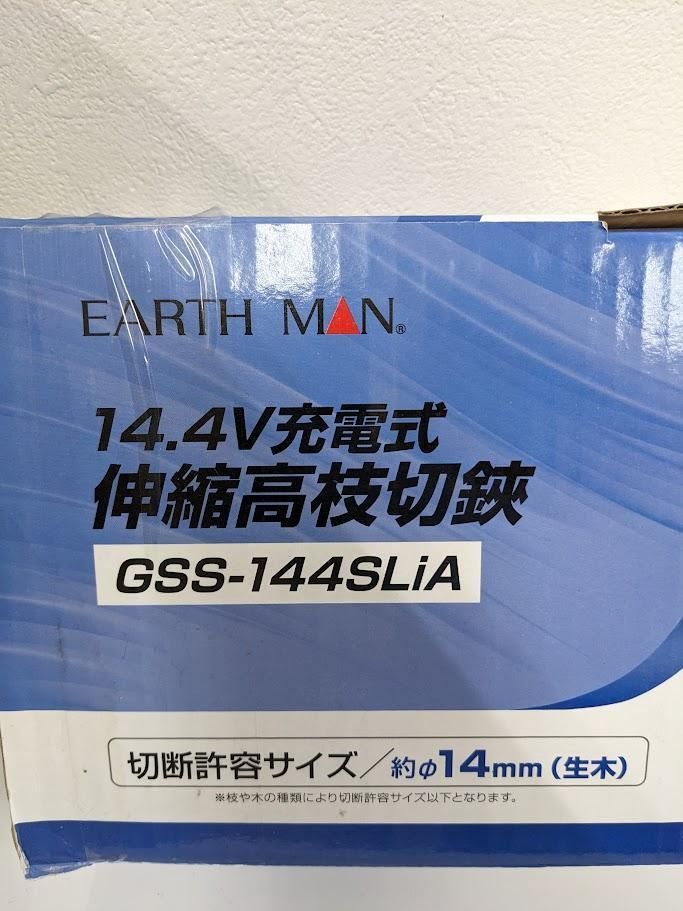 EARTH MAN®
14.4V充電式
伸縮高枝切鋏
GSS-144SLiA
切断許容サイズ/約φ14mm(生木)
※枝や木の種類により切断許容サイズ以下となります。